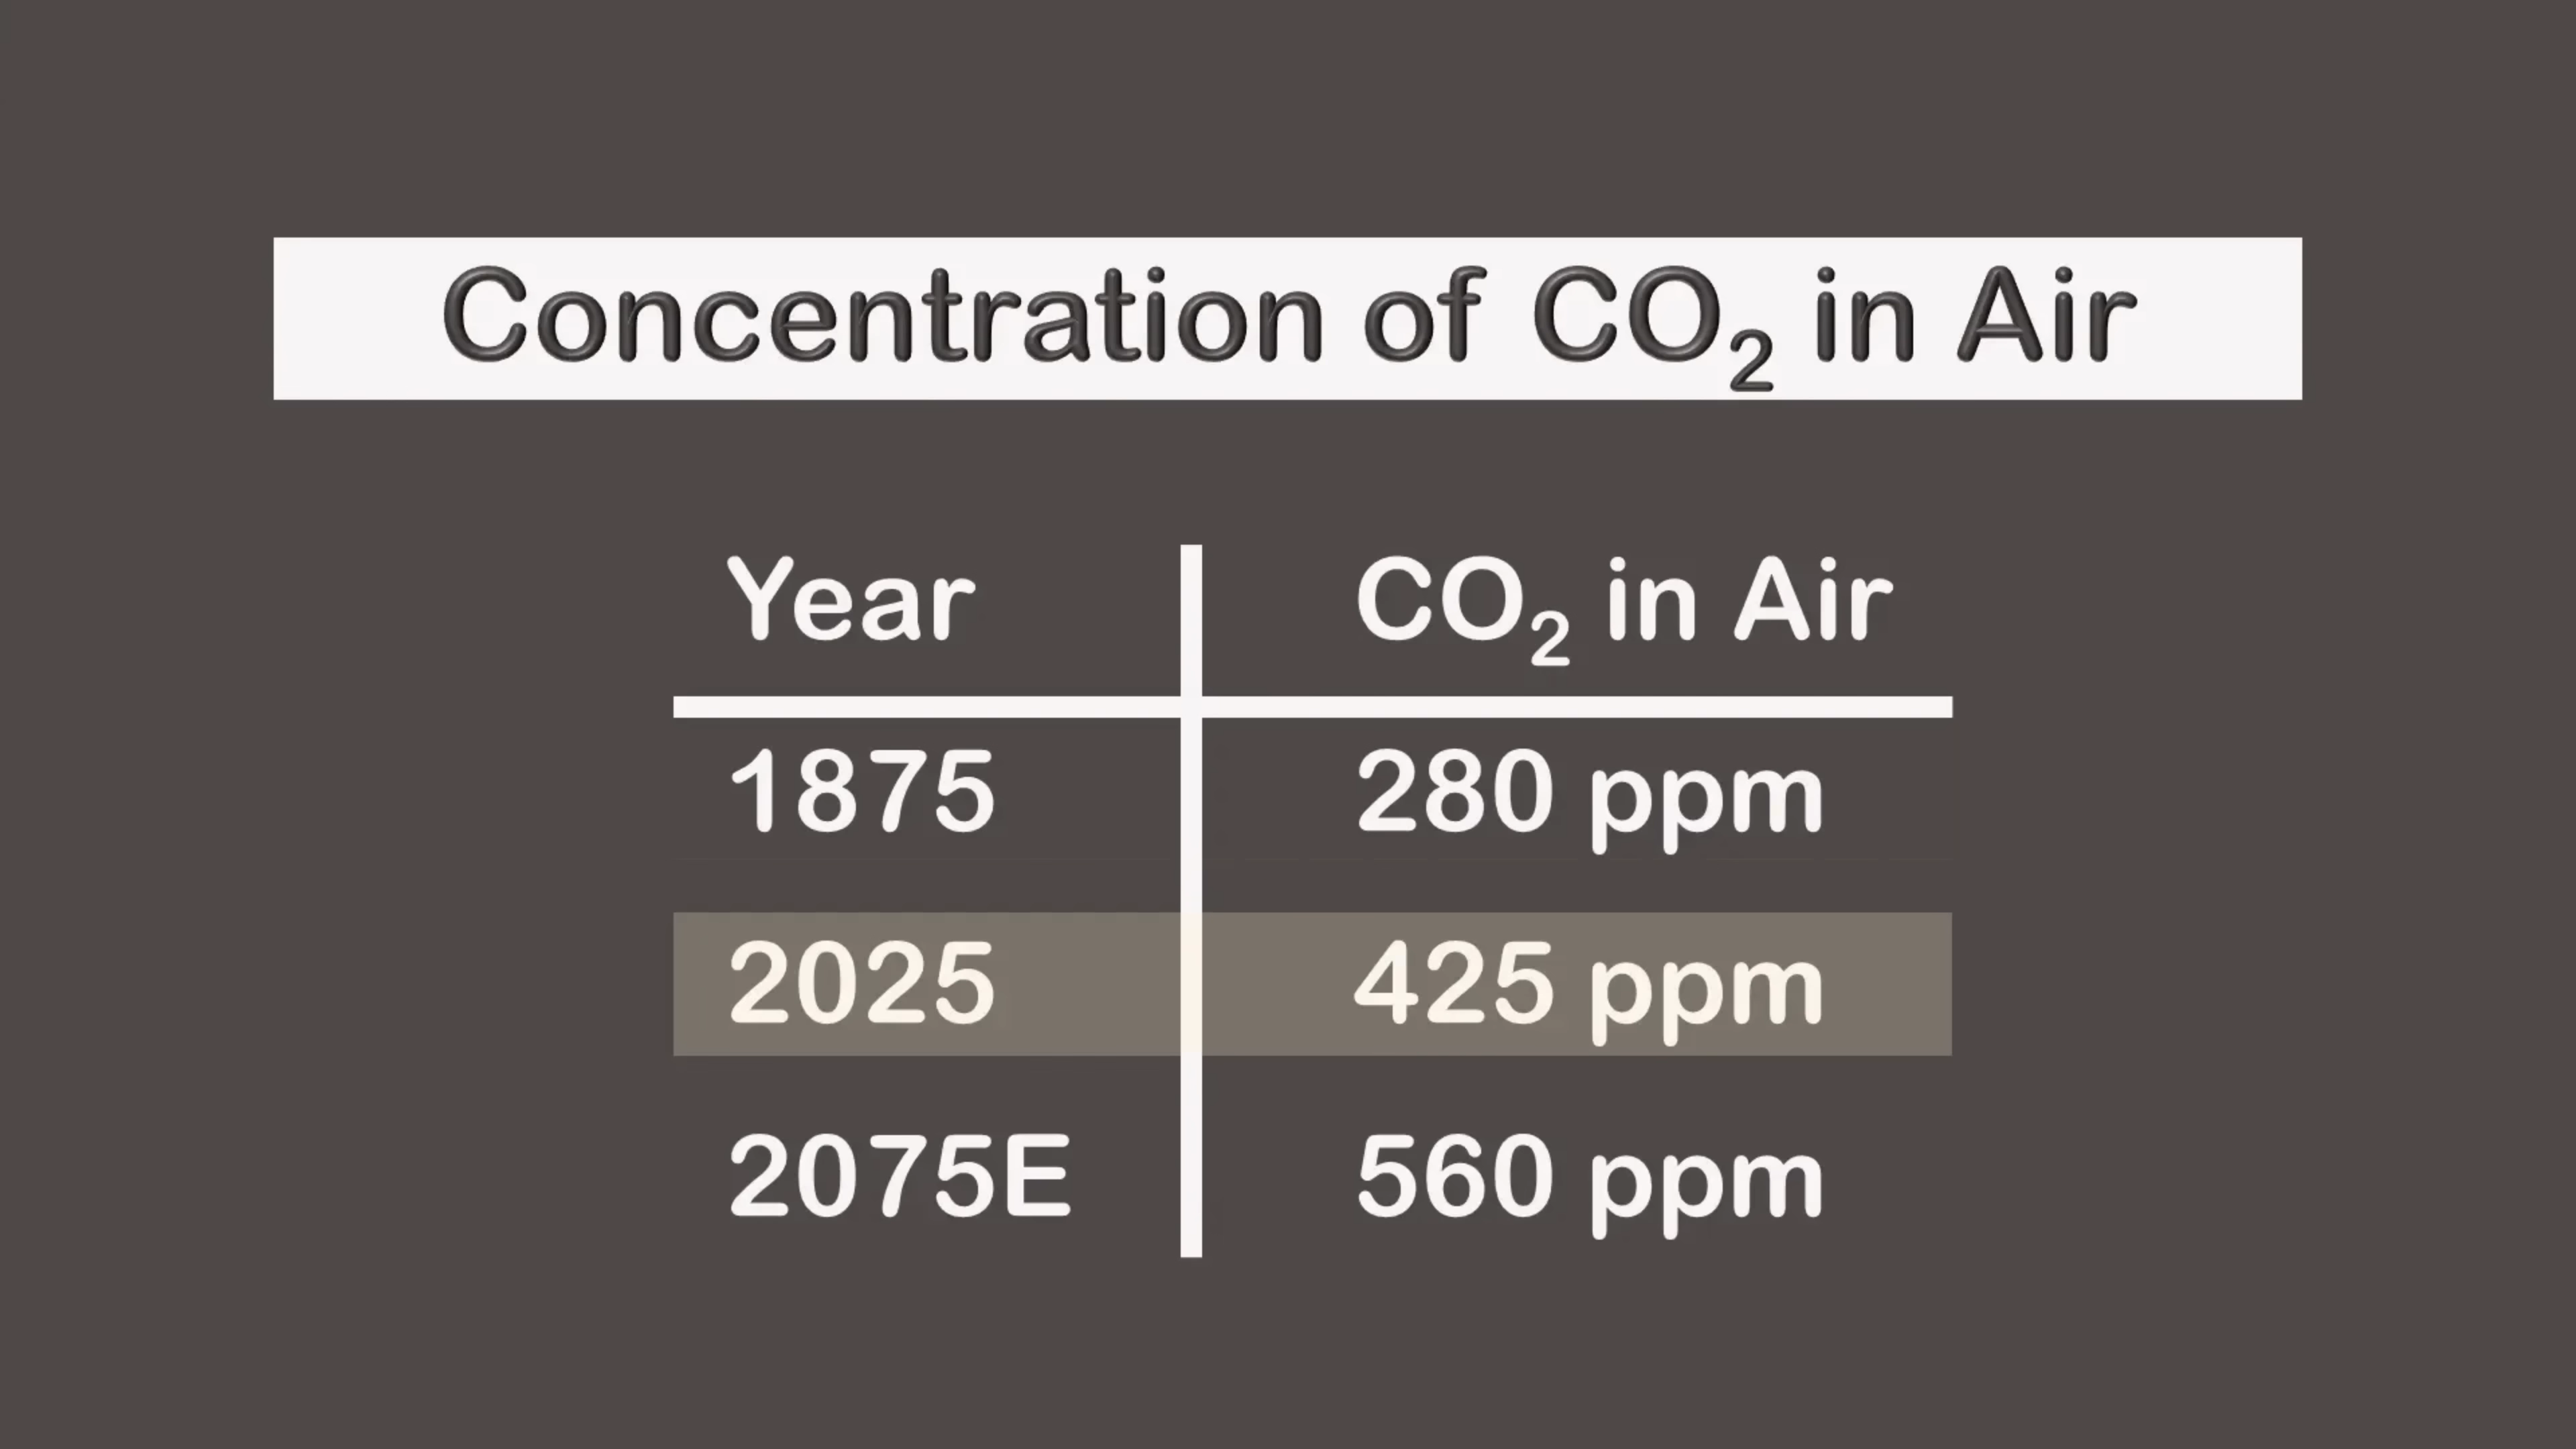 Concentration of CO₂ in Air
Year CO₂ in Air
1875 280 ppm
2025 425 ppm
2075E 560 ppm